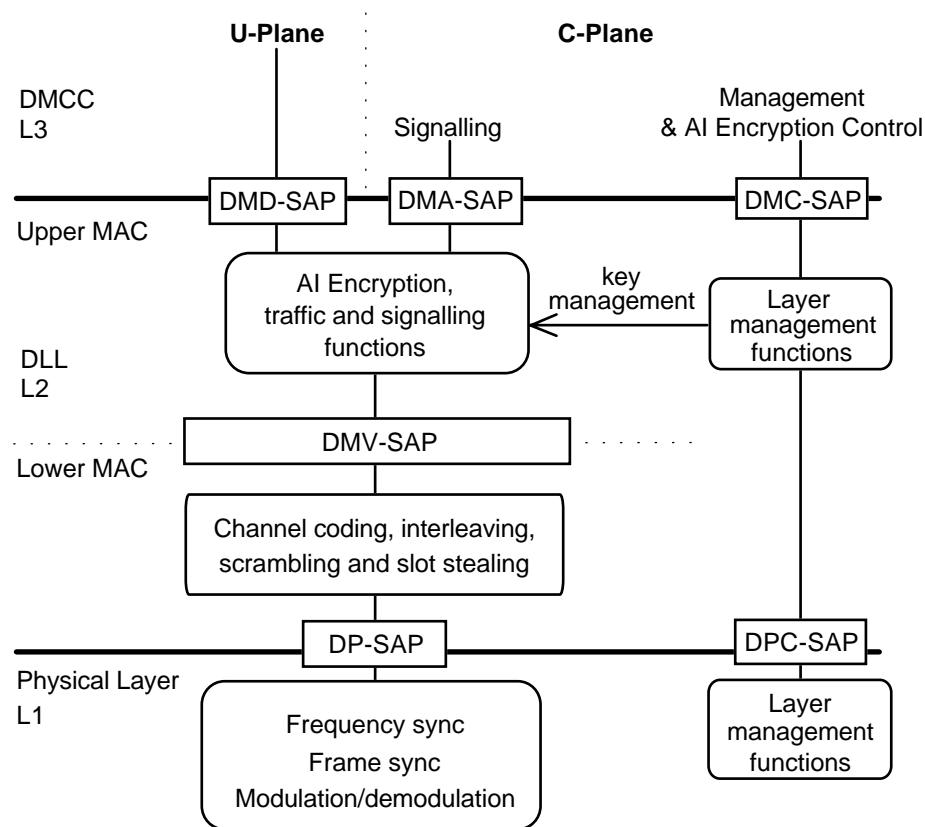 U-Plane
C-Plane
DMCC
L3
Signalling
Management
& AI Encryption Control
DMD-SAP
DMA-SAP
DMC-SAP
Upper MAC
AI Encryption,
traffic and signalling
functions
key
management
Layer
management
functions
DLL
L2
DMV-SAP
Lower MAC
Channel coding, interleaving,
scrambling and slot stealing
DP-SAP
DPC-SAP
Physical Layer
L1
Frequency sync
Frame sync
Modulation/demodulation
Layer
management
functions